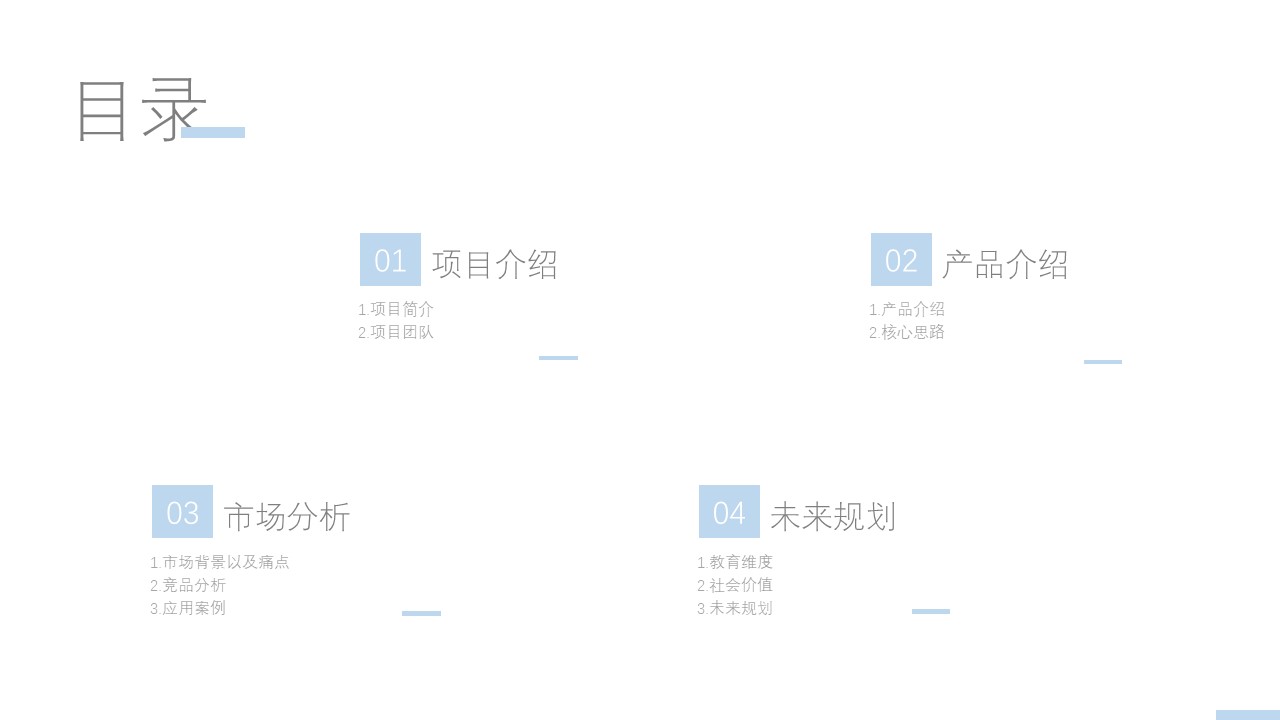 目录
01 项目介绍
1.项目简介
2.项目团队
02 产品介绍
1.产品介绍
2.核心思路
03 市场分析
1.市场背景以及痛点
2.竞品分析
3.应用案例
04 未来规划
1.教育维度
2.社会价值
3.未来规划